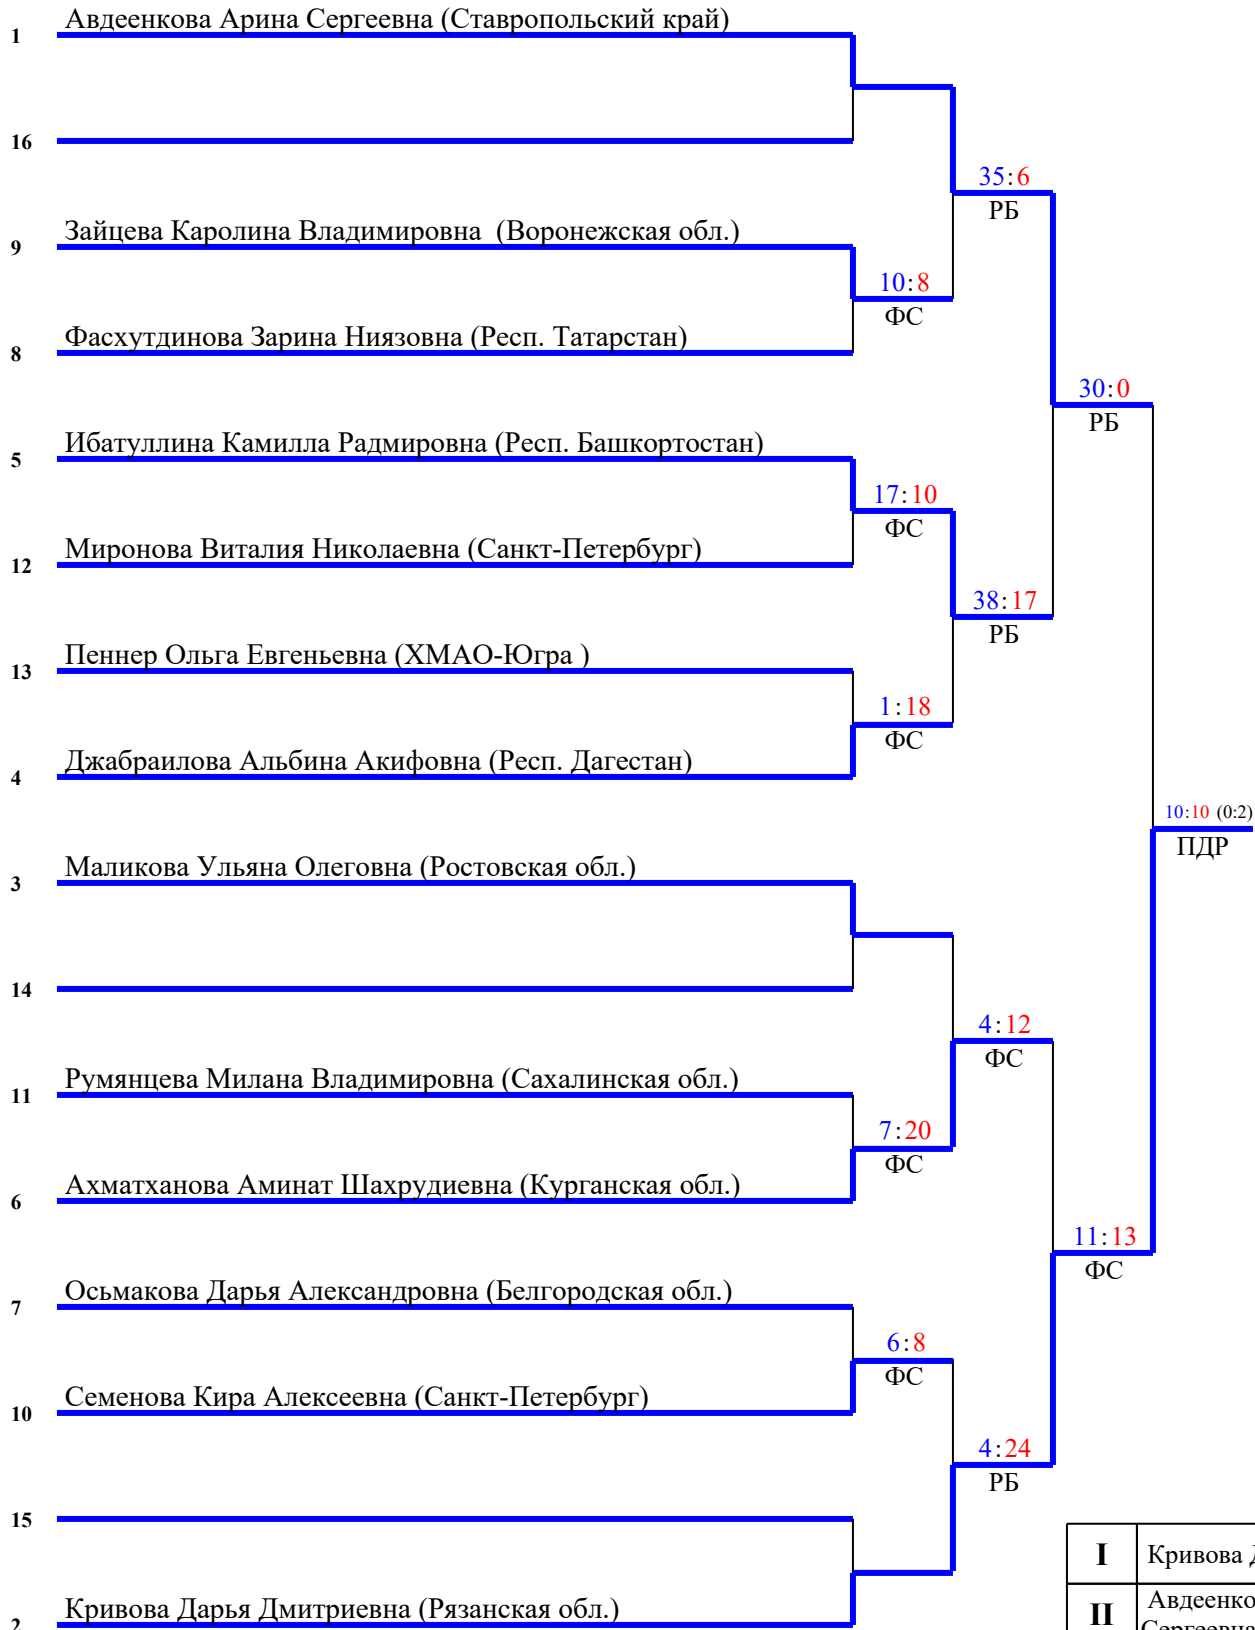 Авдеенкова Арина Сергеевна (Ставропольский край)
1
16
35:6
РБ
Зайцева Каролина Владимировна (Воронежская обл.)
9
10:8
ФС
Фасхутдинова Зарина Ниязовна (Респ. Татарстан)
8
30:0
РБ
Ибатуллина Камилла Радмировна (Респ. Башкортостан)
5
17:10
ФС
Миронова Виталия Николаевна (Санкт-Петербург)
12
38:17
РБ
Пеннер Ольга Евгеньевна (ХМАО-Югра )
13
1:18
ФС
Джабраилова Альбина Акифовна (Респ. Дагестан)
4
10:10 (0:2)
ПДР
Маликова Ульяна Олеговна (Ростовская обл.)
3
14
4:12
ФС
Румянцева Милана Владимировна (Сахалинская обл.)
11
7:20
ФС
Ахматханова Аминат Шахрудиевна (Курганская обл.)
6
11:13
ФС
Осьмакова Дарья Александровна (Белгородская обл.)
7
6:8
ФС
Семенова Кира Алексеевна (Санкт-Петербург)
10
4:24
РБ
15
I Кривова
Кривова Дарья Дмитриевна (Рязанская обл.)
2
II